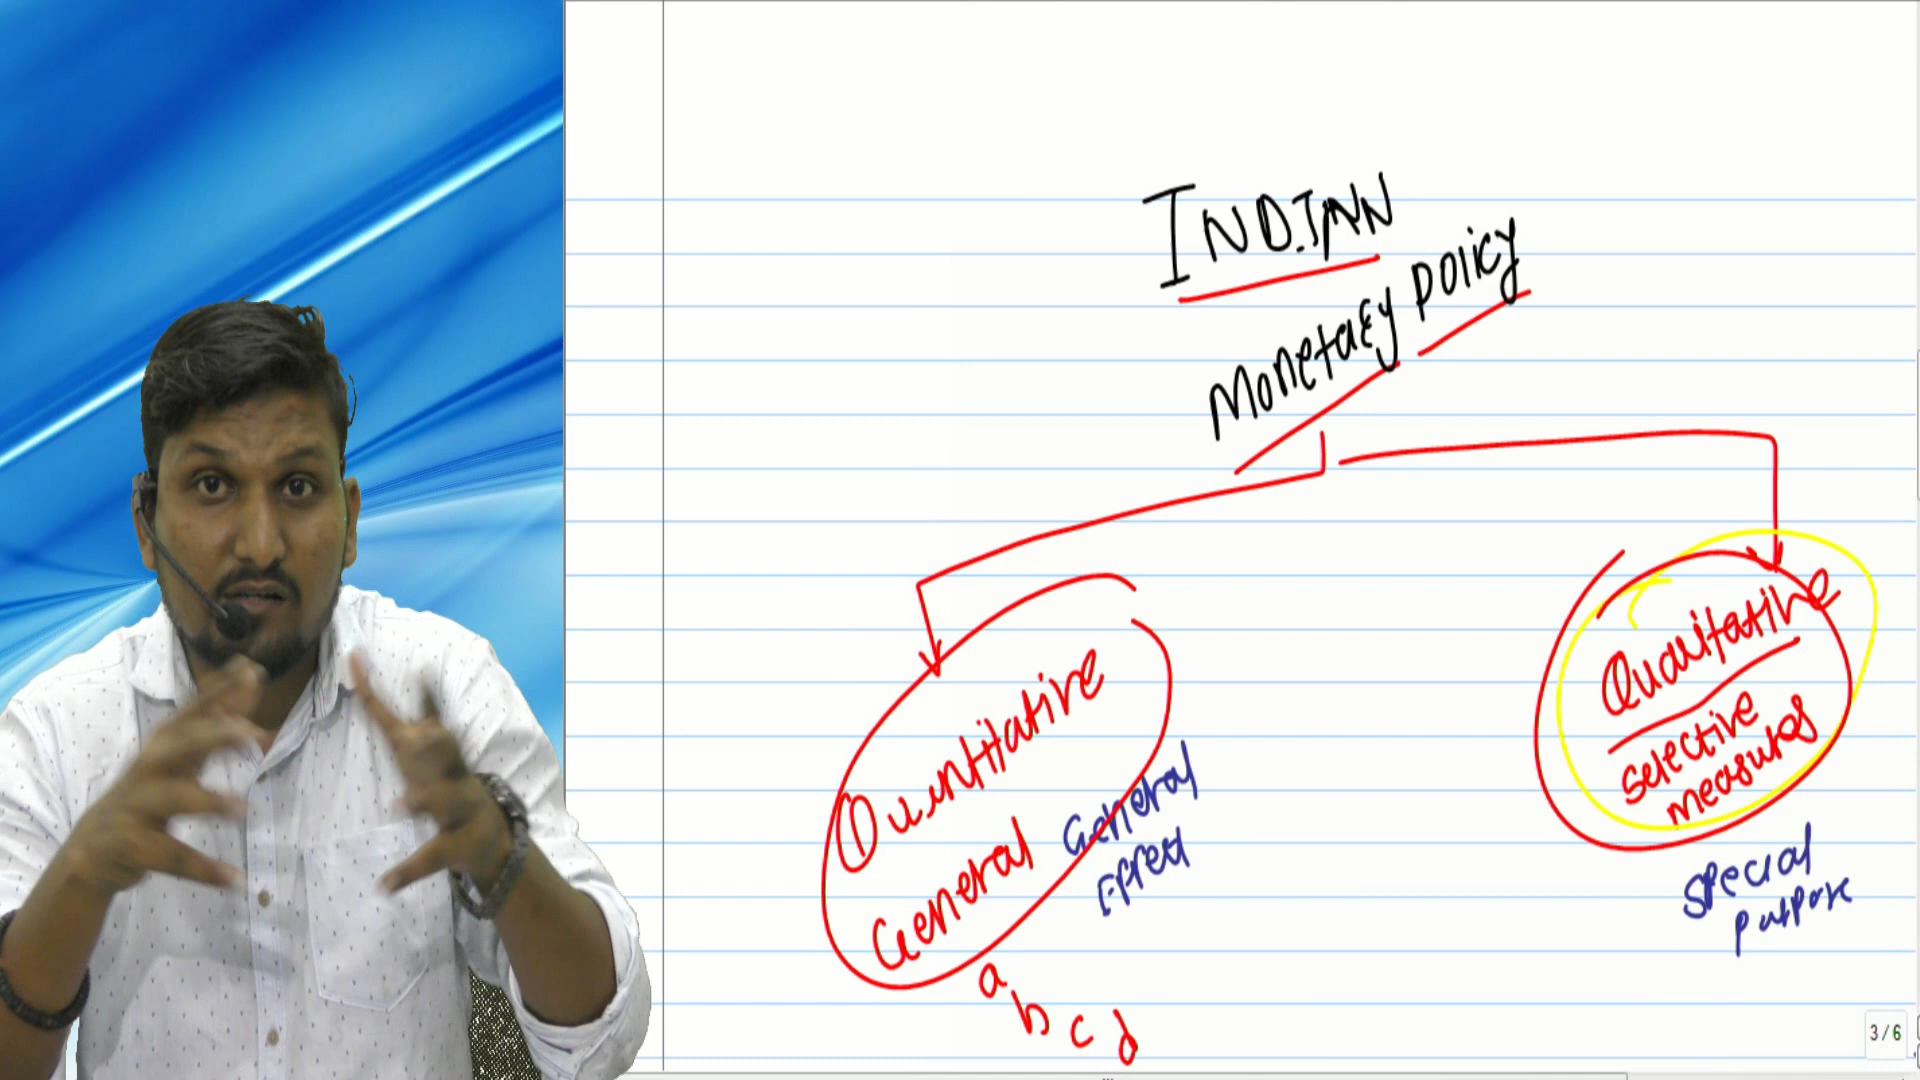 INDIAN
Monetary policy
Quantitative
General
General
Effect
a
b
c
d
Qualitative
selective
measures
special
purpose
3/6